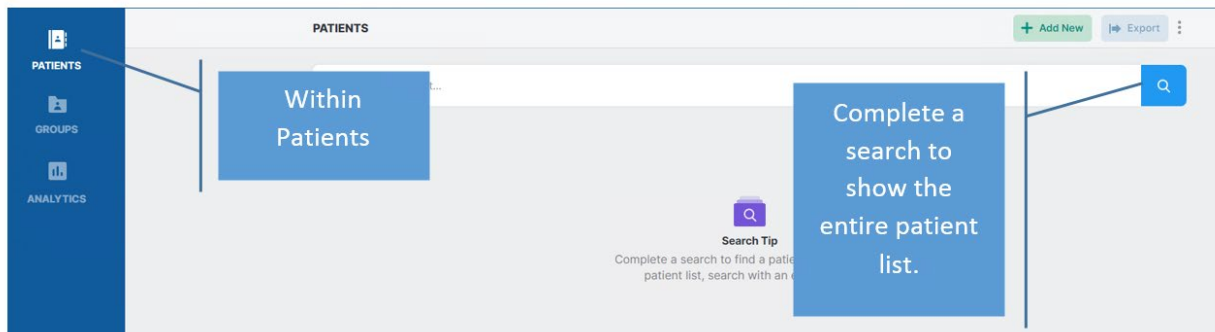 PATIENTS
Add New
Export
PATIENTS
GROUPS
ANALYTICS
Within
Patients
Complete a
search to
show the
entire patient
list.
Search Tip
Complete a search to find a
patient list, search with an